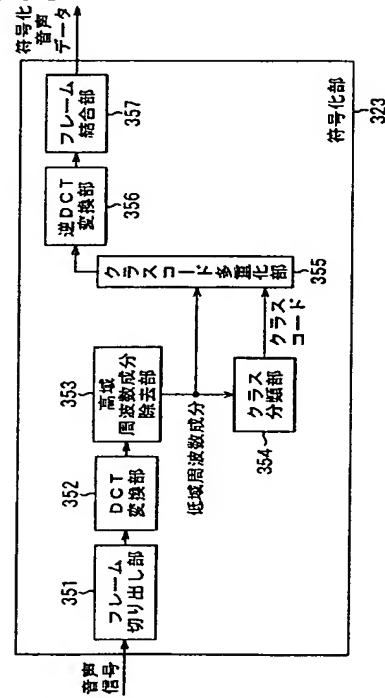 音声
信号
351
フレーム
切り出し部
352
DCT
変換部
353
高域
周波数成分
除去部
低域周波数成分
354
クラス
分類部
クラス
コード
クラスコード多重化部
355
逆DCT
変換部
356
フレーム
結合部
357
符号化
音声
データ
符号化部
323